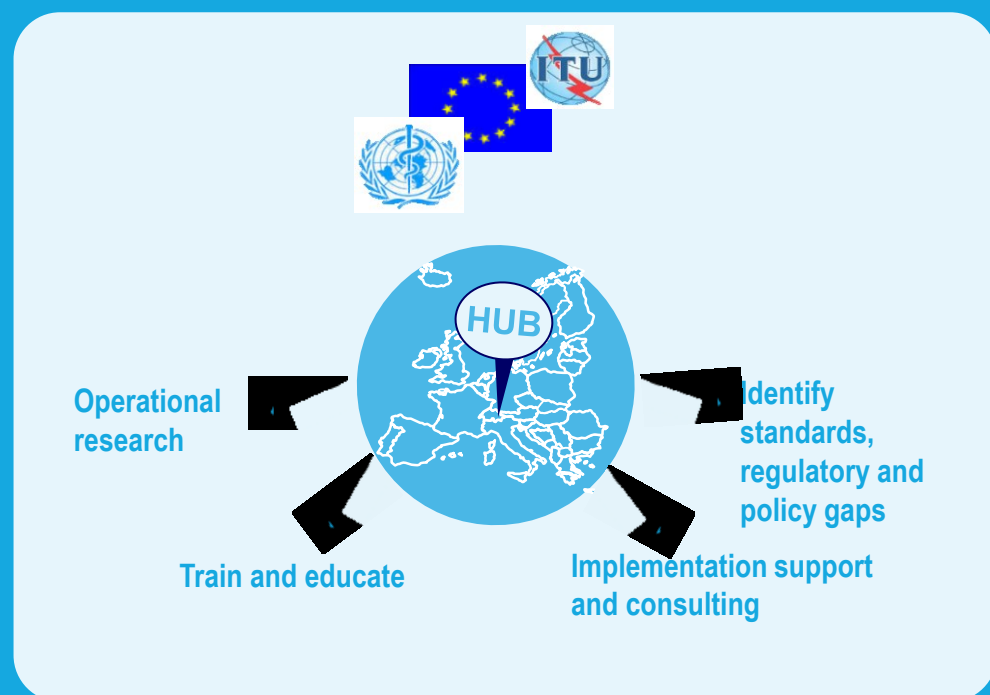 ITU
HUB
Operational
research
Identify
standards,
regulatory and
policy gaps
Train and educate
Implementation support
and consulting